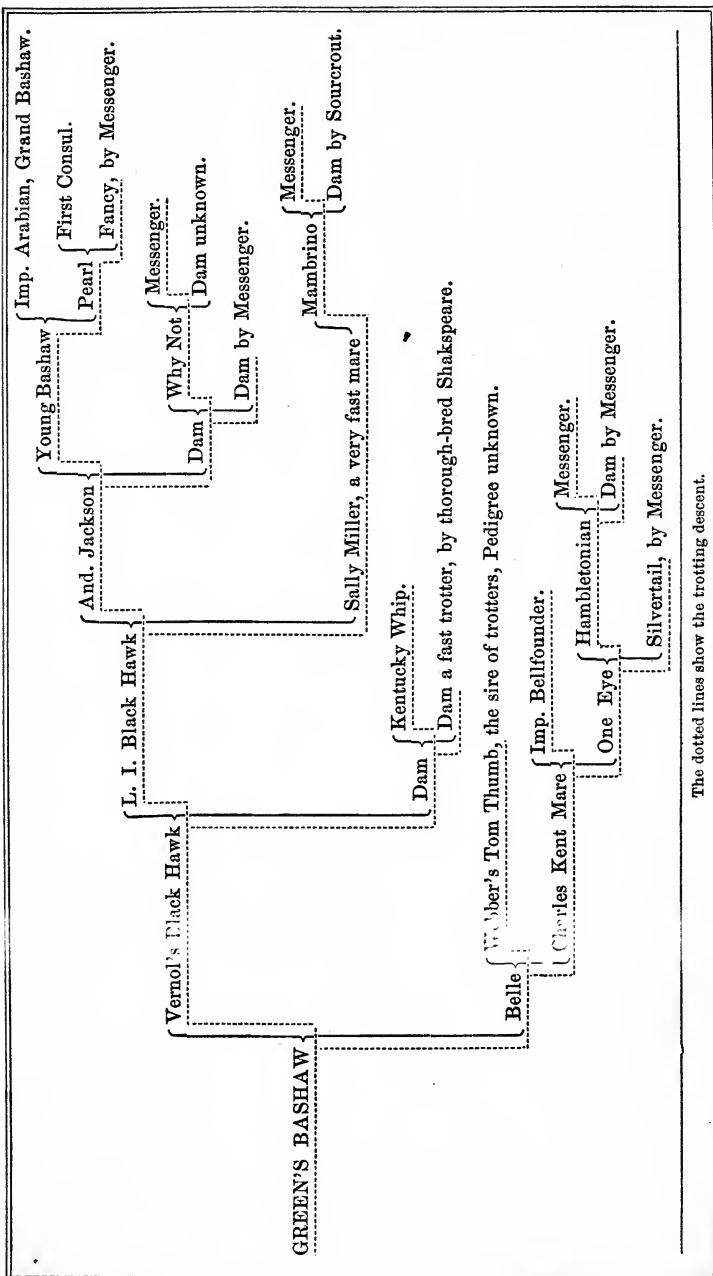 Imp. Arabian, Grand Bashaw.
Young Bashaw
First Consul.
Pearl
And. Jackson
Fancy, by Messenger.
L. I. Black Hawk
Messenger.
Vernol's Black Hawk
Why Not
Dam
Dam unknown.
Dam by Messenger.
Messenger.
GREEN'S BASHAW
Mambrino
Dam by Sourcrout.
Sally Miller, a very fast mare
Kentucky Whip.
Dam
Dam a fast trotter, by thorough-bred Shakspeare.
Webber's Tom Thumb, the sire of trotters, Pedigree unknown.
Belle
Imp. Bellfounder.
Charles Kent Mare
Messenger.
Hambletonian
One Eye
Dam by Messenger.
Silvertail, by Messenger.
The dotted lines show the trotting descent.